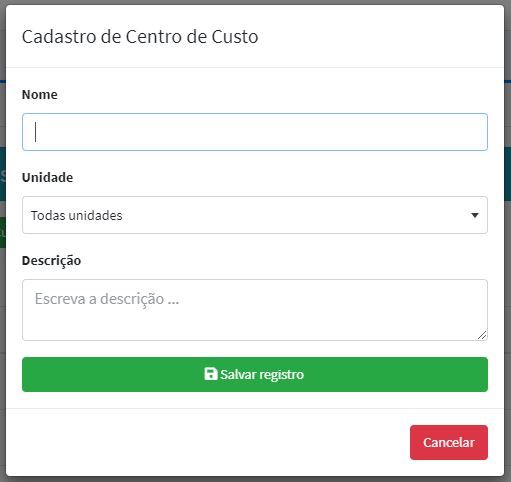 Cadastro de Centro de Custo
Nome
Unidade
Todas unidades
Descrição
Escreva a descrição ...
Salvar registro
Cancelar